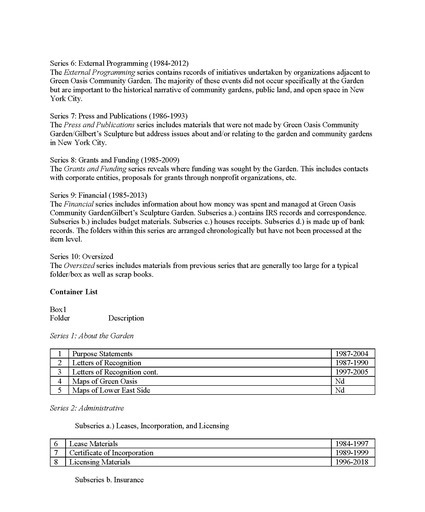 Series 6: External Programming (1984-2012)
The External Programming series contains records of initiatives undertaken by organizations adjacent to
Green Oasis Community Garden. The majority of these events did not occur specifically at the Garden
but are important to the historical narrative of community gardens, public land, and open space in New
York City.
Series 7: Press and Publications (1986-1993)
The Press and Publications series includes materials that were not made by Green Oasis Community
Garden/Gilbert's Sculpture but address issues about and/or relating to the garden and community gardens
in New York City.
Series 8: Grants and Funding (1985-2009)
The Grants and Funding series reveals where funding was sought by the Garden. This includes contacts
with corporate entities, proposals for grants through nonprofit organizations, etc.
Series 9: Financial (1985-2013)
The Financial series includes information about how money was spent and managed at Green Oasis
Community GardenGilbert's Sculpture Garden. Subseries a.) contains IRS records and correspondence.
Subseries b.) includes budget materials. Subseries c.) houses receipts. Subseries d.) is made up of bank
records. The folders within this series are arranged chronologically but have not been processed at the
item level.
Series 10: Oversized
The Oversized series includes materials from previous series that are generally too large for a typical
folder/box as well as scrap books.
Container List
Box1
Folder Description
Series 1: About the Garden
1 Purpose Statements 1987-2004
2 Letters of Recognition 1987-1990
3 Letters of Recognition cont. 1997-2005
4 Maps of Green Oasis Nd
5 Maps of Lower East Side Nd
Series 2: Administrative
Subseries a.) Leases, Incorporation, and Licensing
6 Lease Materials 1984-1997
7 Certificate of Incorporation 1989-1999
8 Licensing Materials 1996-2018
Subseries b. Insurance